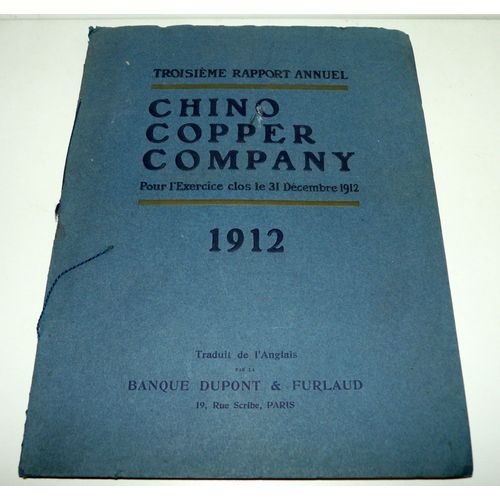 TROISIÈME RAPPORT ANNUEL
CHINO
COPPER
COMPANY
Pour l'Exercice clos le 31 Décembre 1912
1912
Traduit de l'Anglais
PAR LA
BANQUE DUPONT & FURLAUD
19, Rue Scribe, PARIS